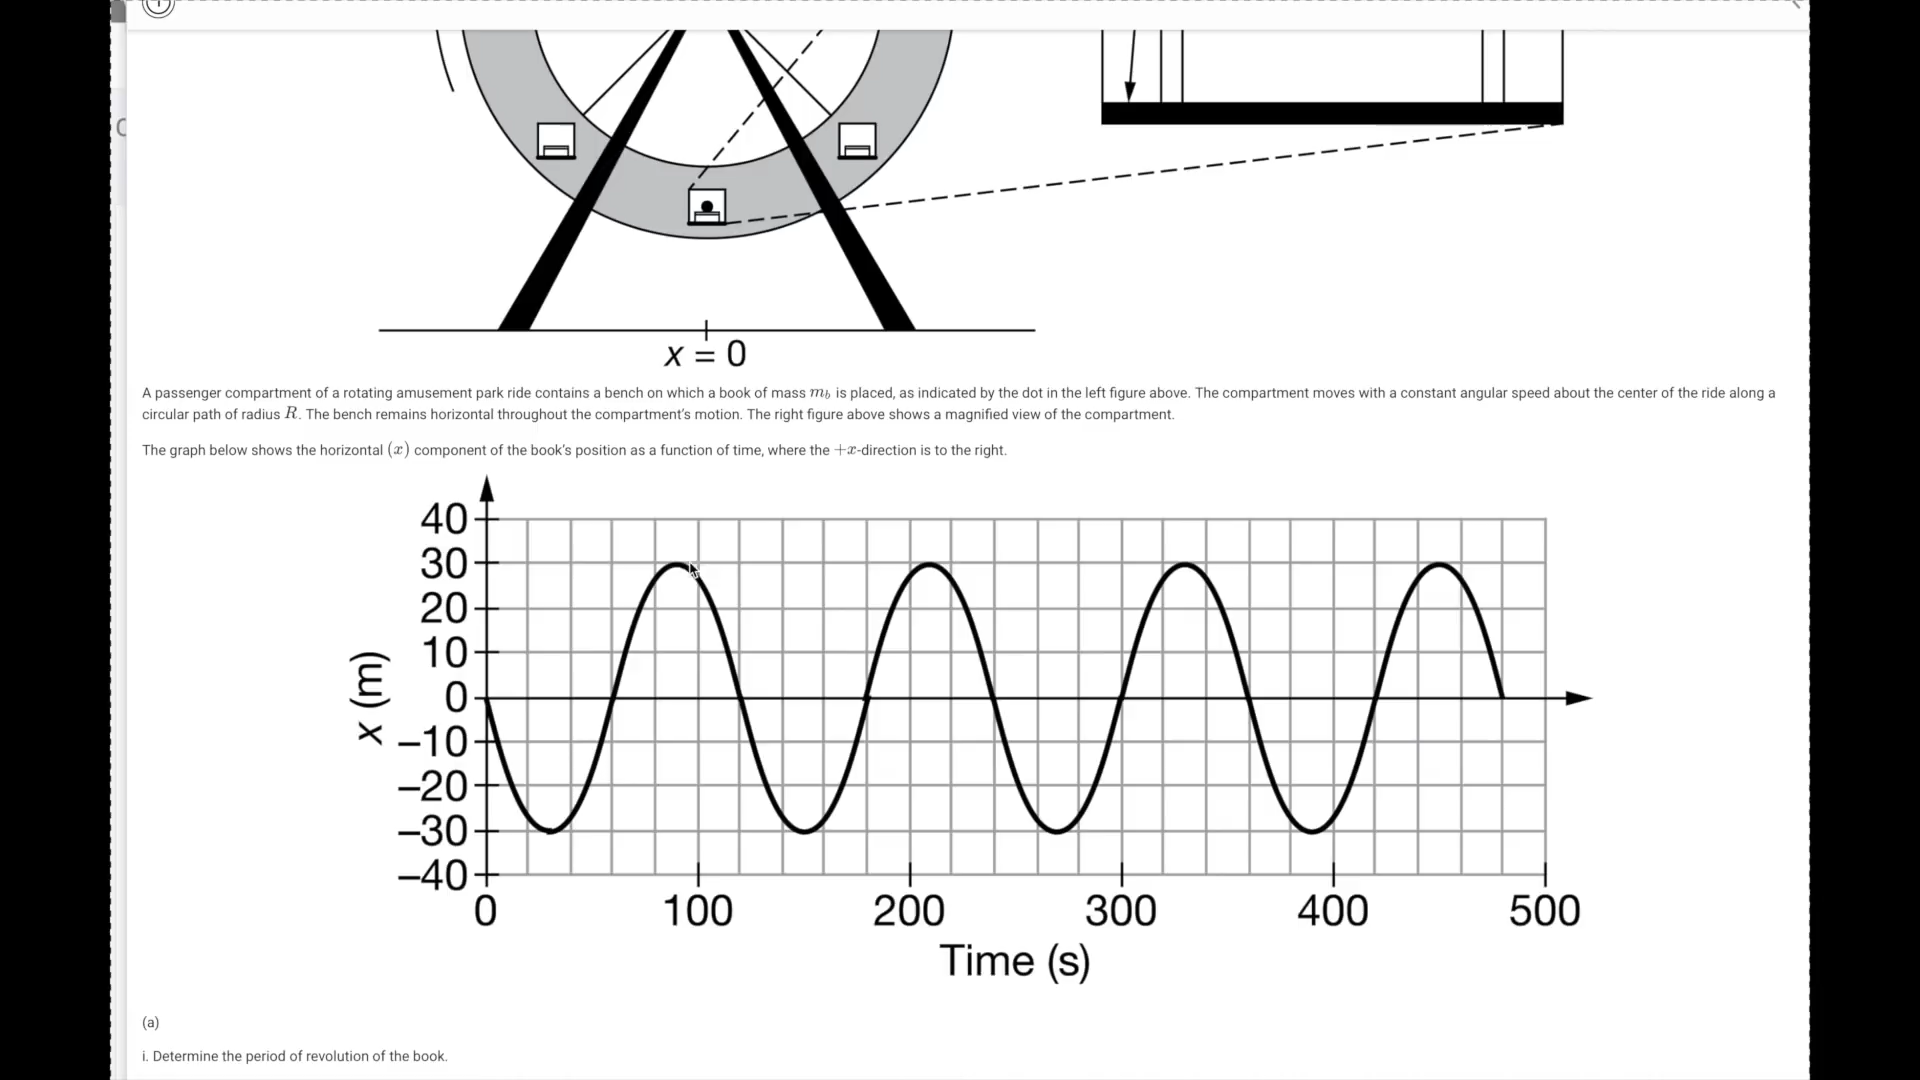 x = 0
A passenger compartment of a rotating amusement park ride contains a bench on which a book of mass m_b is placed, as indicated by the dot in the left figure above. The compartment moves with a constant angular speed about the center of the ride along a
circular path of radius R. The bench remains horizontal throughout the compartment's motion. The right figure above shows a magnified view of the compartment.
The graph below shows the horizontal (x) component of the book's position as a function of time, where the +x-direction is to the right.
40
30
20
10
0
–10
–20
–30
–40
x (m)
0 100 200 300 400 500
Time (s)
(a)
i. Determine the period of revolution of the book.